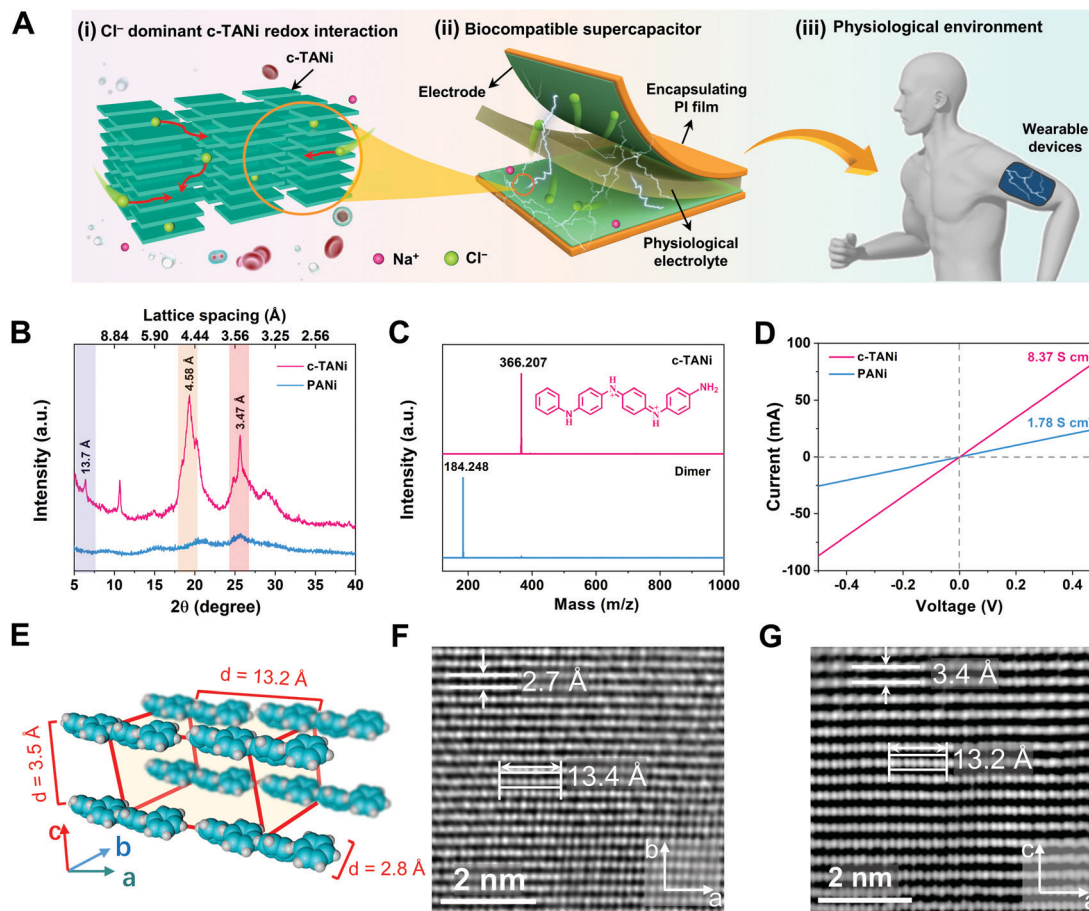 A
(i) Cl⁻ dominant c-TANi redox interaction
c-TANi
Na⁺
Cl⁻
(ii) Biocompatible supercapacitor
Electrode
Encapsulating
PI film
Physiological
electrolyte
(iii) Physiological environment
Wearable
devices
B
Lattice spacing (Å)
8.84 5.90 4.44 3.56 3.25 2.56
c-TANi
PANi
13.7 Å
4.58 Å
3.47 Å
Intensity (a.u.)
5 10 15 20 25 30 35 40
2θ (degree)
C
c-TANi
366.207
H
N
+
NH₂
N
H
N
+
H
Dimer
184.248
Intensity (a.u.)
200 400 600 800 1000
Mass (m/z)
D
c-TANi
PANi
8.37 S cm
1.78 S cm
Current (mA)
100
50
0
-50
-100
-0.4 -0.2 0.0 0.2 0.4
Voltage (V)
E
d = 13.2 Å
d = 3.5 Å
d = 2.8 Å
c
b
a
F
2.7 Å
13.4 Å
2 nm
b
a
G
3.4 Å
13.2 Å
2 nm
c